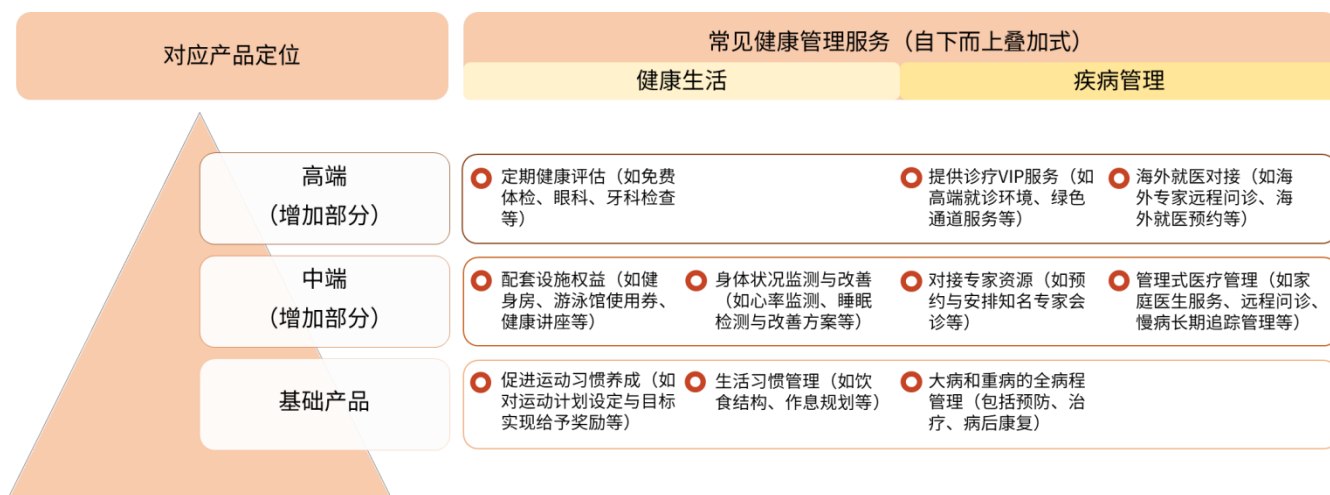 对应产品定位
常见健康管理服务（自下而上叠加式）
健康生活
疾病管理
高端
（增加部分）
定期健康评估（如免费
体检、眼科、牙科检查
等）
提供诊疗VIP服务（如
高端就诊环境、绿色
通道服务等）
海外就医对接（如海
外专家远程问诊、海
外就医预约等）
中端
（增加部分）
配套设施权益（如健
身房、游泳馆使用券、
健康讲座等）
身体状况监测与改善
（如心率监测、睡眠
检测与改善方案等）
对接专家资源（如预
约与安排知名专家会
诊等）
管理式医疗管理（如家
庭医生服务、远程问诊、
慢病长期追踪管理等）
基础产品
促进运动习惯养成（如
对运动计划设定与目标
实现给予奖励等）
生活习惯管理（如饮
食结构、作息规划等）
大病和重病的全病程
管理（包括预防、治
疗、病后康复）